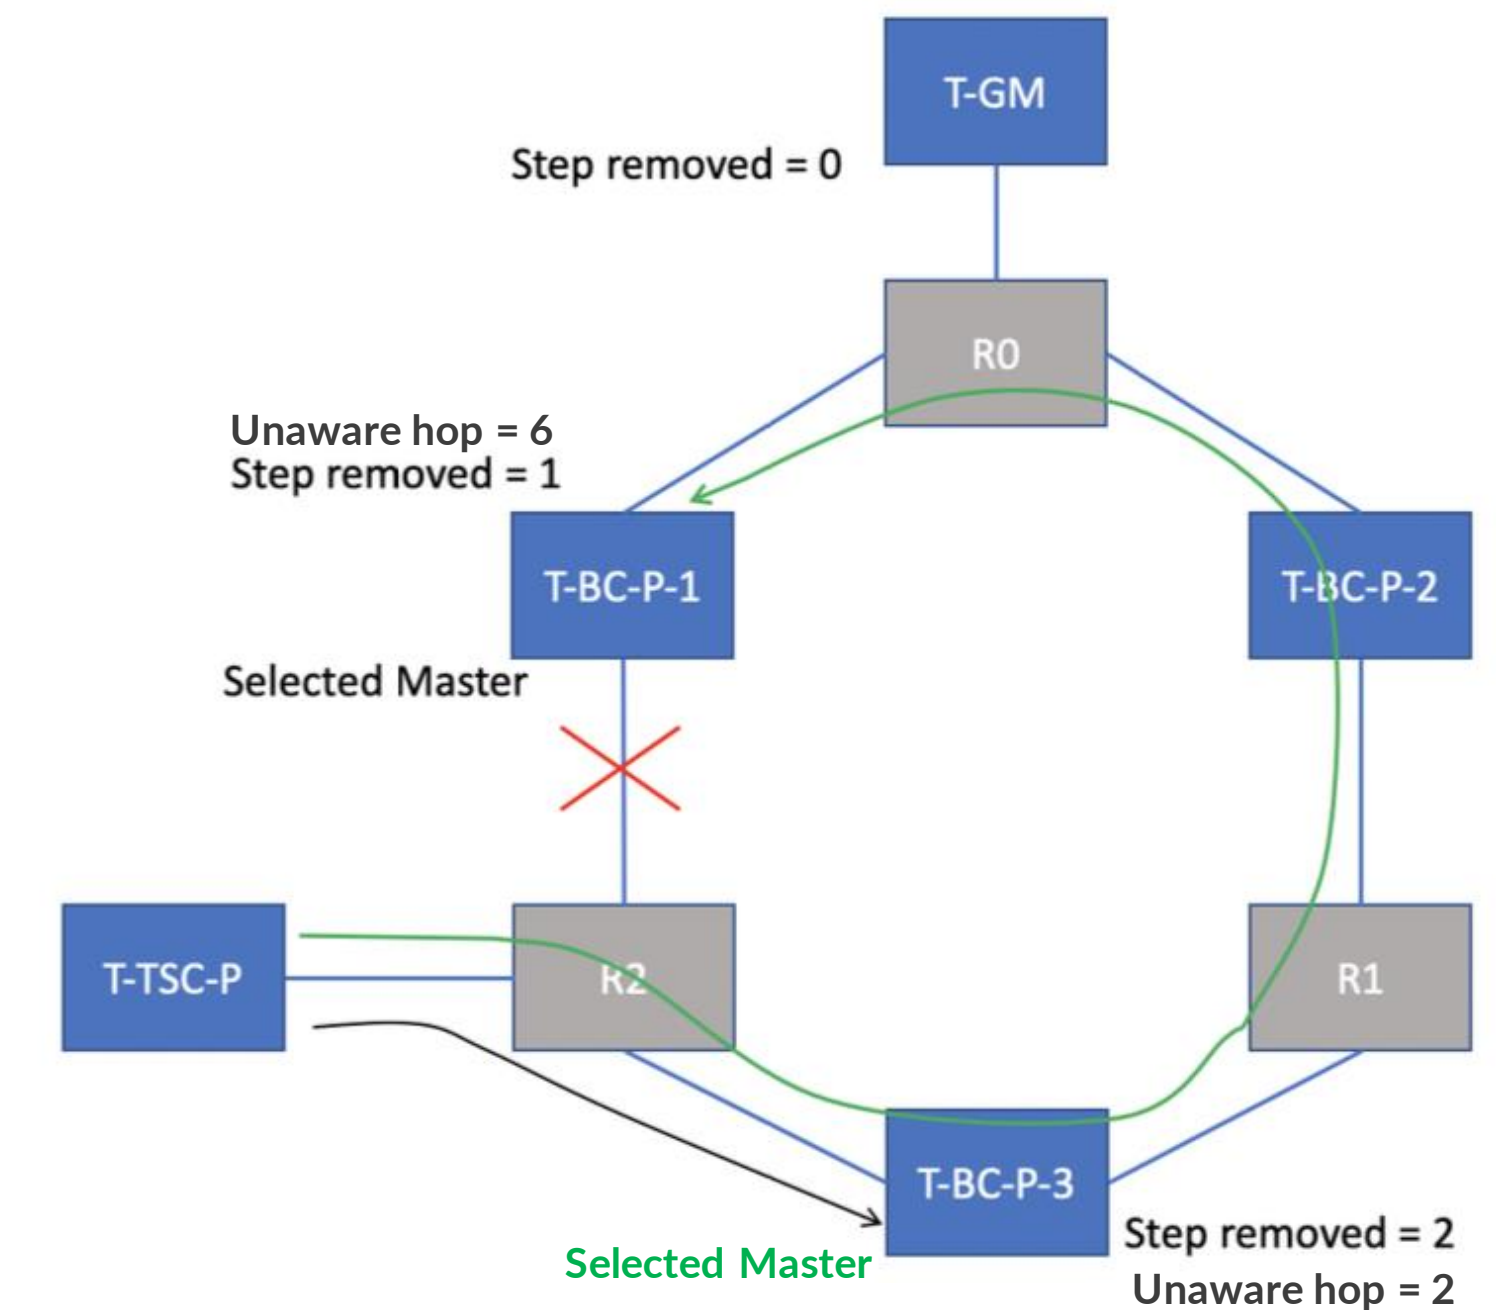 T-GM
Step removed = 0
R0
Unaware hop = 6
Step removed = 1
T-BC-P-1
T-BC-P-2
Selected Master
T-TSC-P
R2
R1
T-BC-P-3
Step removed = 2
Selected Master
Unaware hop = 2